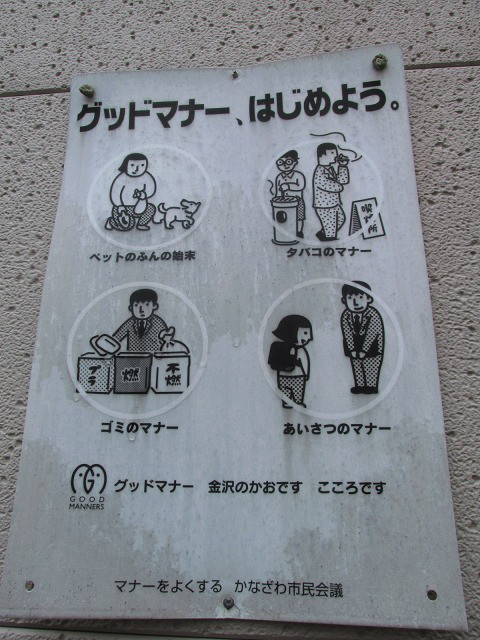 グッドマナー、はじめよう。
ペットのふんの始末
喫煙所
タバコのマナー
プラ
燃
不燃
ゴミのマナー
あいさつのマナー
GOOD
MANNERS
グッドマナー 金沢のかおです こころです
マナーをよくする かなざわ市民会議